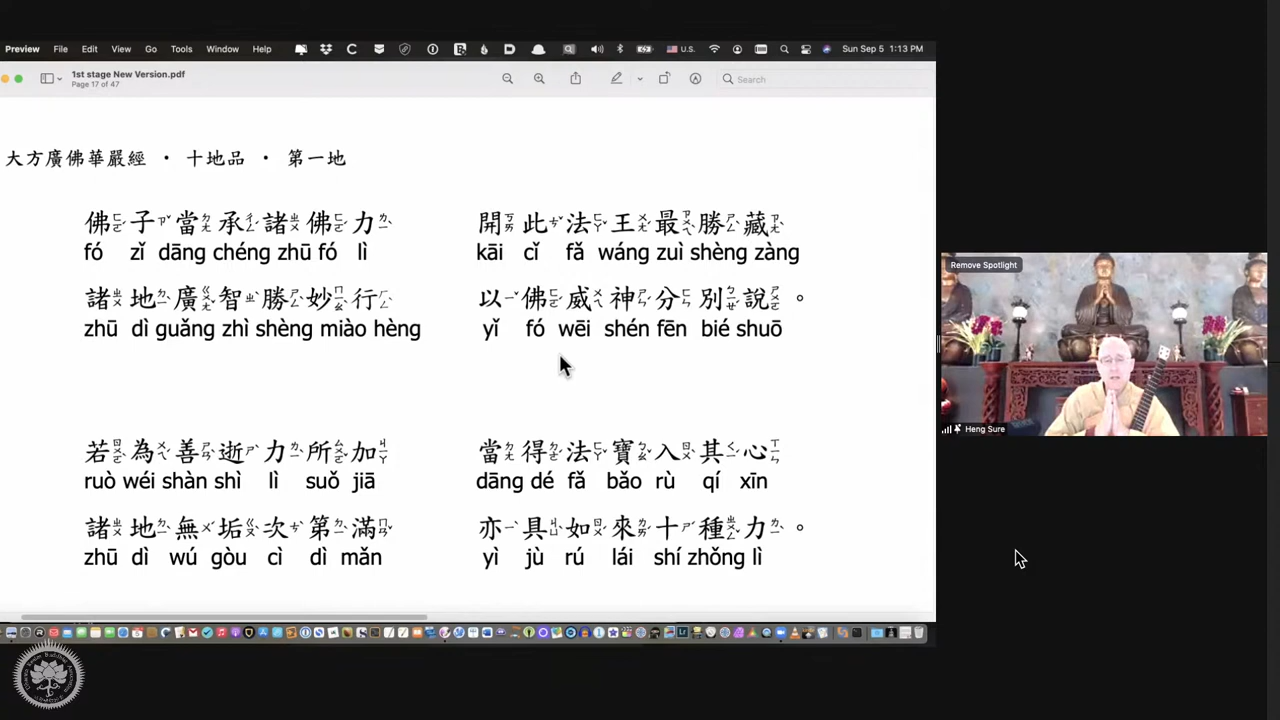 Preview File Edit View Go Tools Window Help U.S. Sun Sep 5 1:13 PM
1st stage New Version.pdf
Page 17 of 47
Search
大方廣佛華嚴經 · 十地品 · 第一地
佛子當承諸佛力 開此法王最勝藏
fó zǐ dāng chéng zhū fó lì kāi cǐ fǎ wáng zuì shèng zàng
諸地廣智勝妙行 以佛威神分別說。
zhū dì guǎng zhì shèng miào hèng yǐ fó wēi shén fēn bié shuō
若為善逝力所加 當得法寶入其心
ruò wéi shàn shì lì suǒ jiā dāng dé fǎ bǎo rù qí xīn
諸地無垢次第滿 亦具如來十種力。
zhū dì wú gòu cì dì mǎn yì jù rú lái shí zhǒng lì
Remove Spotlight
Heng Sure